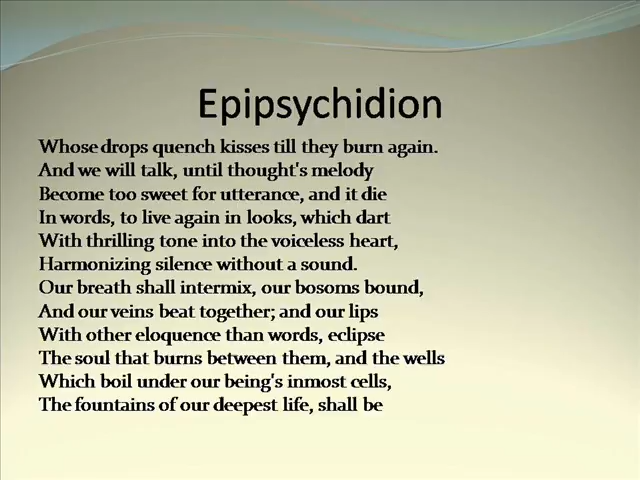 Epipsychidion
Whose drops quench kisses till they burn again.
And we will talk, until thought's melody
Become too sweet for utterance, and it die
In words, to live again in looks, which dart
With thrilling tone into the voiceless heart,
Harmonizing silence without a sound.
Our breath shall intermix, our bosoms bound,
And our veins beat together; and our lips
With other eloquence than words, eclipse
The soul that burns between them, and the wells
Which boil under our being's inmost cells,
The fountains of our deepest life, shall be